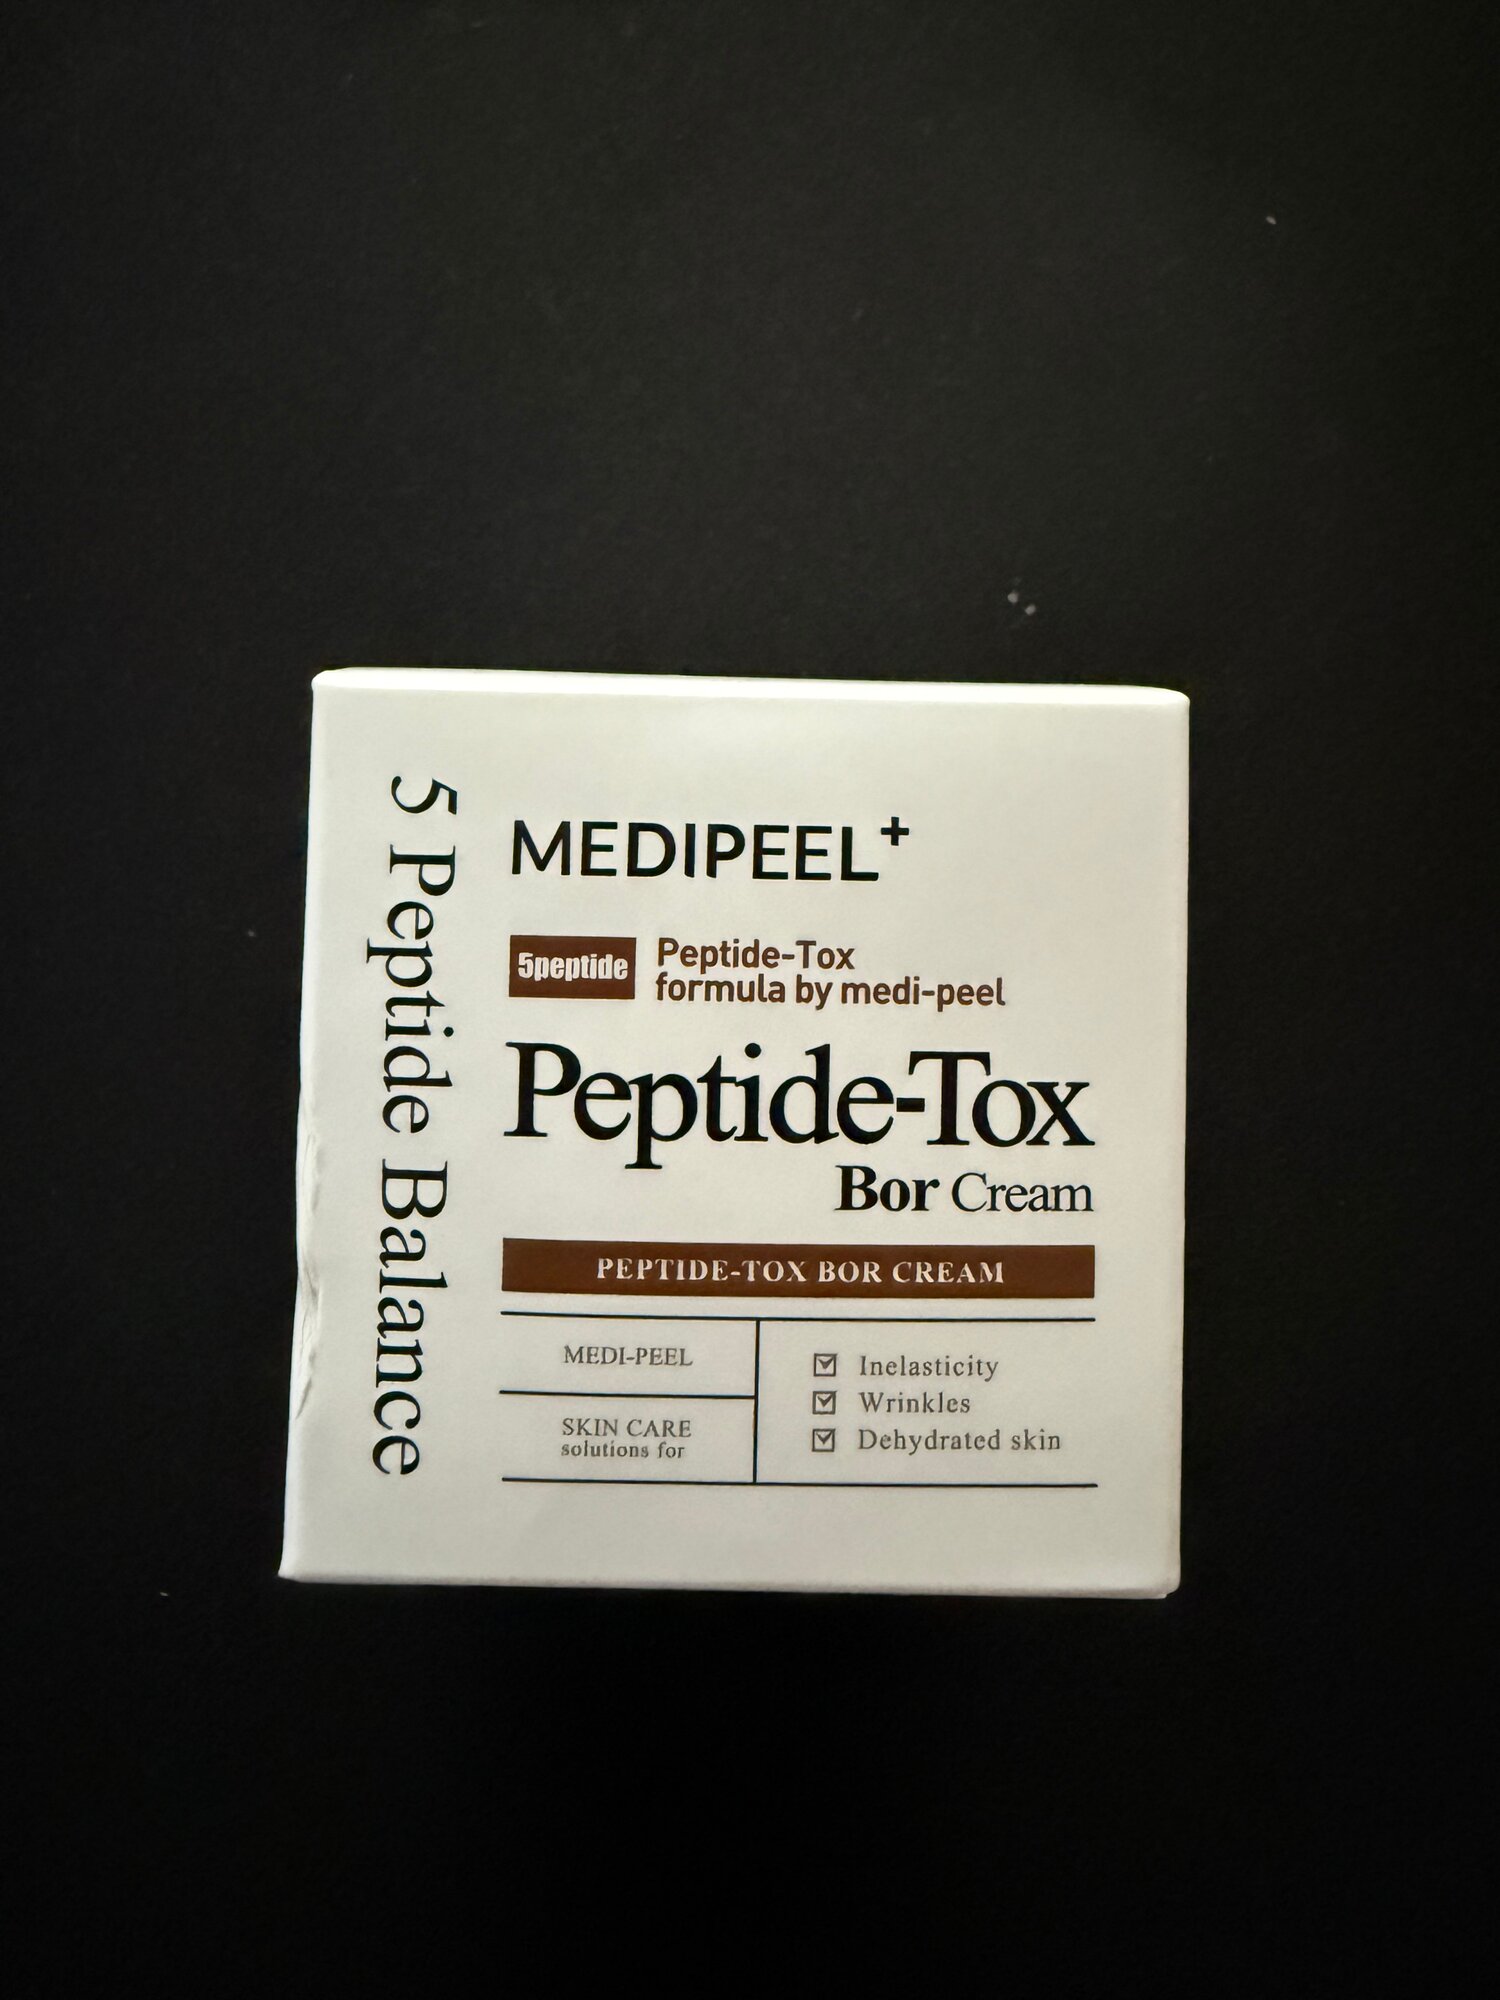 5 Peptide Balance
MEDIPEEL+
5peptide
Peptide-Tox
formula by medi-peel
Peptide-Tox
Bor Cream
PEPTIDE-TOX BOR CREAM
MEDI-PEEL
SKIN CARE
solutions for
Inelasticity
Wrinkles
Dehydrated skin